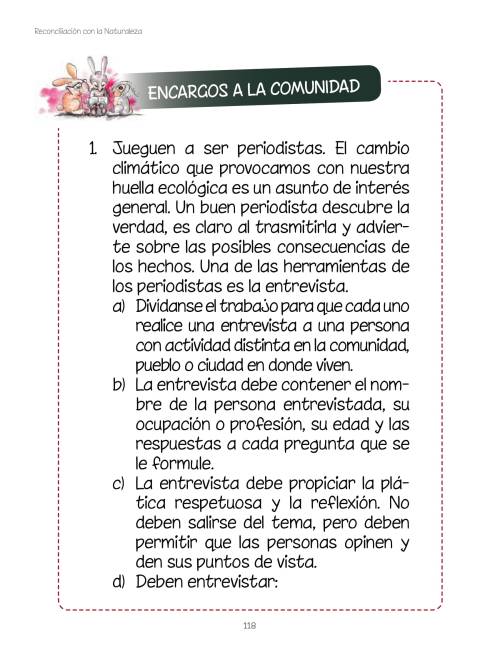 Reconciliación con la Naturaleza
ENCARGOS A LA COMUNIDAD
1. Jueguen a ser periodistas. El cambio
climático que provocamos con nuestra
huella ecológica es un asunto de interés
general. Un buen periodista descubre la
verdad, es claro al trasmitirla y advier-
te sobre las posibles consecuencias de
los hechos. Una de las herramientas de
los periodistas es la entrevista.
a) Divídanse el trabajo para que cada uno
realice una entrevista a una persona
con actividad distinta en la comunidad,
pueblo o ciudad en donde viven.
b) La entrevista debe contener el nom-
bre de la persona entrevistada, su
ocupación o profesión, su edad y las
respuestas a cada pregunta que se
le formule.
c) La entrevista debe propiciar la plá-
tica respetuosa y la reflexión. No
deben salirse del tema, pero deben
permitir que las personas opinen y
den sus puntos de vista.
d) Deben entrevistar:
118